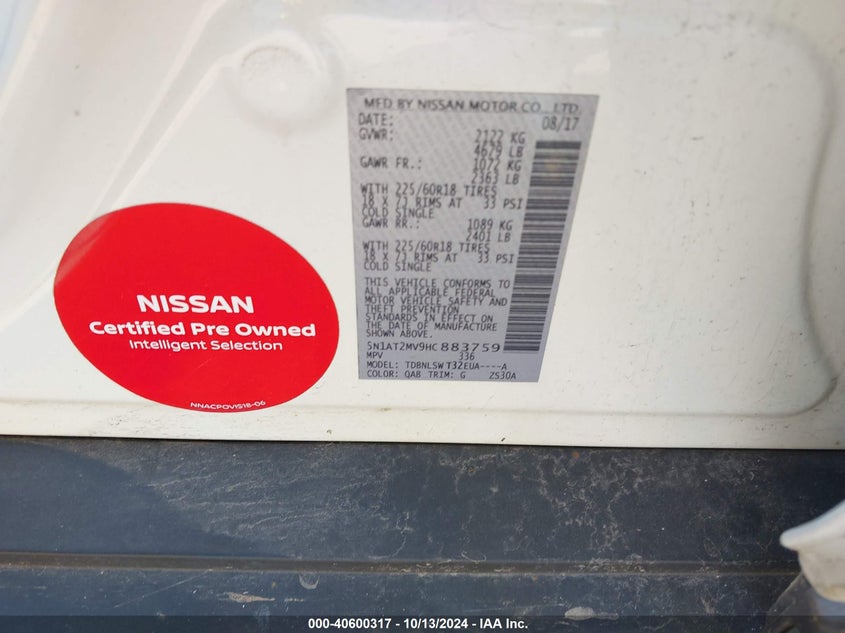 MFD BY NISSAN MOTOR CO., LTD.
DATE: 08/17
GVWR: 2122 KG
4679 LB
GAWR FR.: 1072 KG
2363 LB
WITH 225/60R18 TIRES
18 X 7J RIMS AT 33 PSI
COLD SINGLE
GAWR RR.: 1089 KG
2401 LB
WITH 225/60R18 TIRES
18 X 7J RIMS AT 33 PSI
COLD SINGLE
THIS VEHICLE CONFORMS TO
ALL APPLICABLE FEDERAL
MOTOR VEHICLE SAFETY AND
THEFT PREVENTION
STANDARDS IN EFFECT ON
THE DATE OF MANUFACTURE
SHOWN ABOVE.
5N1AT2MV9HC883759
MPV 336
MODEL: TDBNLSWT32EUA----A
COLOR: QAB TRIM: G ZS30A
NISSAN
Certified Pre Owned
Intelligent Selection
NNACPOVIS18-06
000-40600317 - 10/13/2024 - IAA Inc.